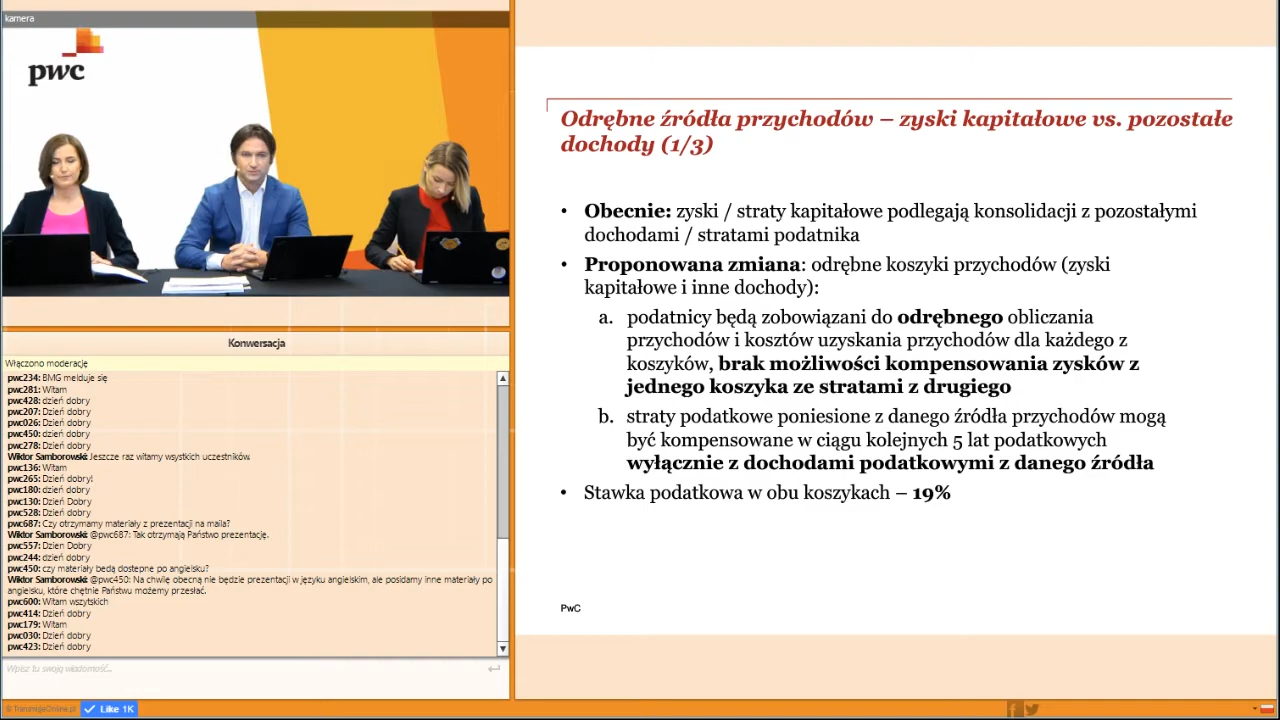 kamera
pwc
Konwersacja
Włączono moderację
pwc234: BMG melduje się
pwc281: Witam
pwc428: dzień dobry
pwc207: Dzień dobry
pwc026: Dzień dobry
pwc450: dzień dobry
pwc278: Dzień dobry
Wiktor Samborowski: Jeszcze raz witamy wsystkich uczestników.
pwc136: Witam
pwc265: Dzień dobry!
pwc180: dzień dobry
pwc130: Dzień Dobry
pwc528: Dzień dobry
pwc687: Czy otrzymamy materiały z prezentacji na maila?
Wiktor Samborowski: @pwc687: Tak otrzymają Państwo prezentację.
pwc557: Dzien Dobry
pwc244: dzień dobry
pwc450: czy materiały bedą dostepne po angielsku?
Wiktor Samborowski: @pwc450: Na chwilę obecną nie będzie prezentacji w języku angielskim, ale posidamy inne materiały po
angielsku, które chętnie Państwu możemy przesłać.
pwc600: Witam wszytskich
pwc414: Dzień dobry
pwc179: Witam
pwc030: Dzień dobry
pwc423: Dzień dobry
Wpisz tu swoją wiadomość...
© TransmisjeOnline.pl
Like 1K
Odrębne źródła przychodów – zyski kapitałowe vs. pozostałe
dochody (1/3)
• Obecnie: zyski / straty kapitałowe podlegają konsolidacji z pozostałymi
dochodami / stratami podatnika
• Proponowana zmiana: odrębne koszyki przychodów (zyski
kapitałowe i inne dochody):
a. podatnicy będą zobowiązani do odrębnego obliczania
przychodów i kosztów uzyskania przychodów dla każdego z
koszyków, brak możliwości kompensowania zysków z
jednego koszyka ze stratami z drugiego
b. straty podatkowe poniesione z danego źródła przychodów mogą
być kompensowane w ciągu kolejnych 5 lat podatkowych
wyłącznie z dochodami podatkowymi z danego źródła
• Stawka podatkowa w obu koszykach – 19%
PwC